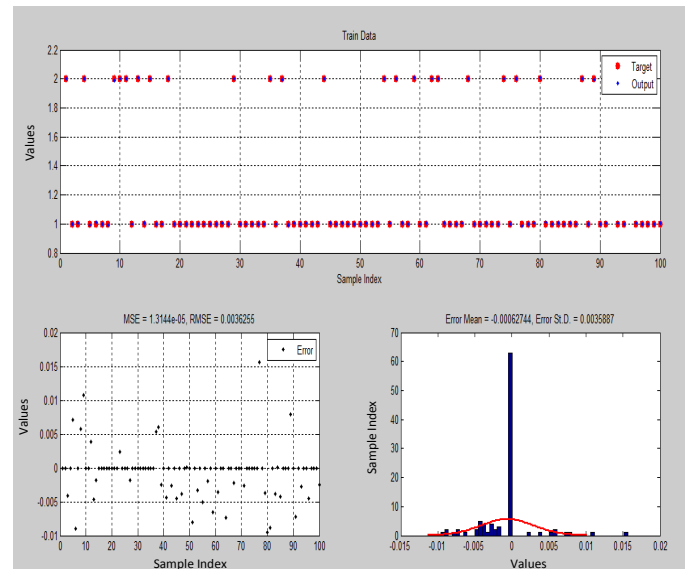 Train Data
2.2
2
1.8
1.6
1.4
1.2
1
0.8
Values
Target
Output
0 10 20 30 40 50 60 70 80 90 100
Sample Index
MSE = 1.3144e-05, RMSE = 0.0036255
0.02
0.015
0.01
0.005
0
-0.005
-0.01
Values
Error
0 10 20 30 40 50 60 70 80 90 100
Sample Index
Error Mean = -0.00062744, Error St.D. = 0.0035887
70
60
50
40
30
20
10
0
Sample Index
-0.015 -0.01 -0.005 0 0.005 0.01 0.015 0.02
Values